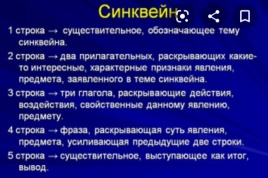 Синквейн
1 строка → существительное, обозначающее тему
синквейна.
2 строка → два прилагательных, раскрывающих какие-
то интересные, характерные признаки явления,
предмета, заявленного в теме синквейна.
3 строка → три глагола, раскрывающие действия,
воздействия, свойственные данному явлению,
предмету.
4 строка → фраза, раскрывающая суть явления,
предмета, усиливающая предыдущие две строки.
5 строка → существительное, выступающее как итог,
вывод.